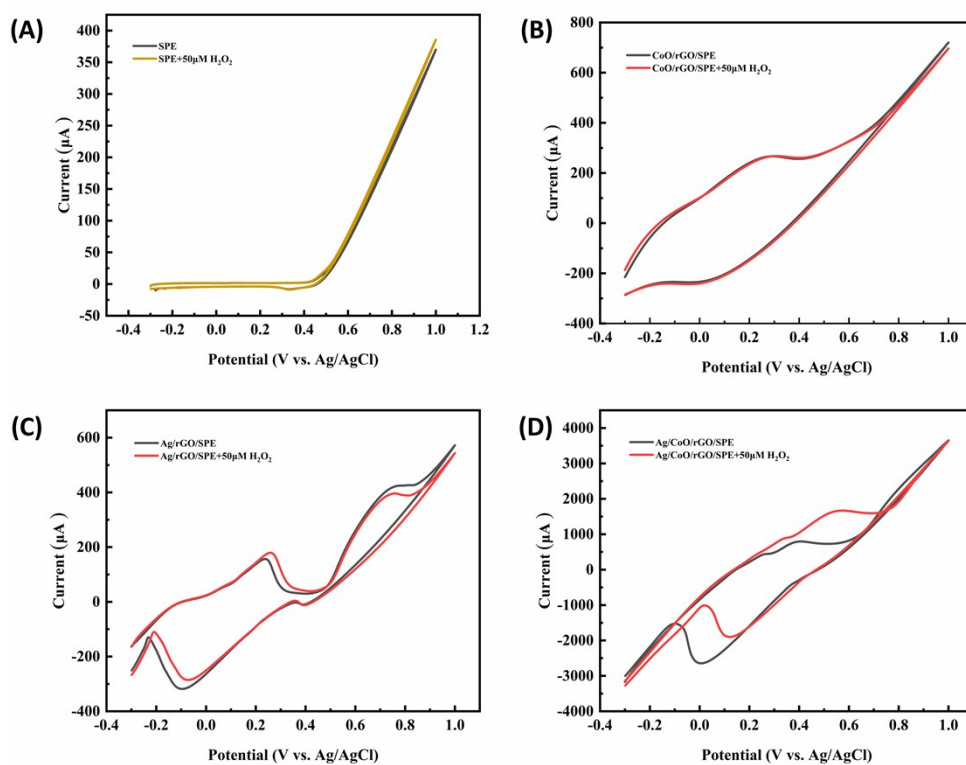 (A)
SPE
SPE+50μM H₂O₂
Current (μA)
400
350
300
250
200
150
100
50
0
-50
-0.4 -0.2 0.0 0.2 0.4 0.6 0.8 1.0 1.2
Potential (V vs. Ag/AgCl)
(B)
CoO/rGO/SPE
CoO/rGO/SPE+50μM H₂O₂
Current (μA)
800
600
400
200
0
-200
-400
-0.4 -0.2 0.0 0.2 0.4 0.6 0.8 1.0
Potential (V vs. Ag/AgCl)
(C)
Ag/rGO/SPE
Ag/rGO/SPE+50μM H₂O₂
Current (μA)
600
400
200
0
-200
-400
-0.4 -0.2 0.0 0.2 0.4 0.6 0.8 1.0
Potential (V vs. Ag/AgCl)
(D)
Ag/CoO/rGO/SPE
Ag/CoO/rGO/SPE+50μM H₂O₂
Current (μA)
4000
3000
2000
1000
0
-1000
-2000
-3000
-4000
-0.4 -0.2 0.0 0.2 0.4 0.6 0.8 1.0
Potential (V vs. Ag/AgCl)